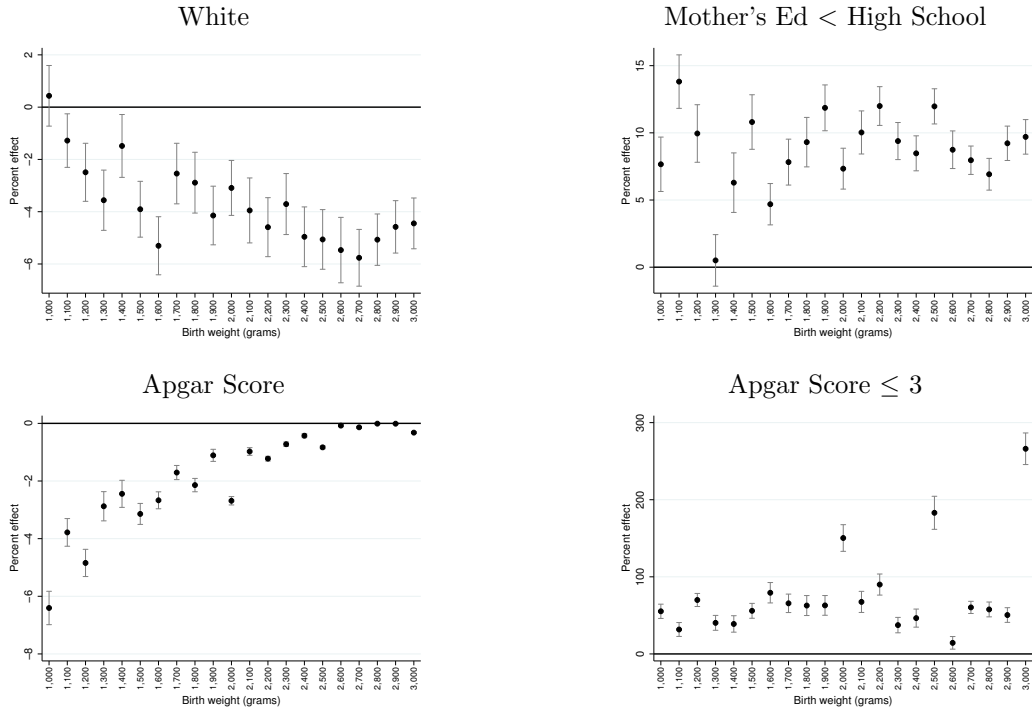 White
2
0
-2
-4
-6
Percent effect
1,000 1,100 1,200 1,300 1,400 1,500 1,600 1,700 1,800 1,900 2,000 2,100 2,200 2,300 2,400 2,500 2,600 2,700 2,800 2,900 3,000
Birth weight (grams)
Mother's Ed < High School
15
10
5
0
Percent effect
1,000 1,100 1,200 1,300 1,400 1,500 1,600 1,700 1,800 1,900 2,000 2,100 2,200 2,300 2,400 2,500 2,600 2,700 2,800 2,900 3,000
Birth weight (grams)
Apgar Score
0
-2
-4
-6
-8
Percent effect
1,000 1,100 1,200 1,300 1,400 1,500 1,600 1,700 1,800 1,900 2,000 2,100 2,200 2,300 2,400 2,500 2,600 2,700 2,800 2,900 3,000
Birth weight (grams)
Apgar Score ≤ 3
300
200
100
0
Percent effect
1,000 1,100 1,200 1,300 1,400 1,500 1,600 1,700 1,800 1,900 2,000 2,100 2,200 2,300 2,400 2,500 2,600 2,700 2,800 2,900 3,000
Birth weight (grams)